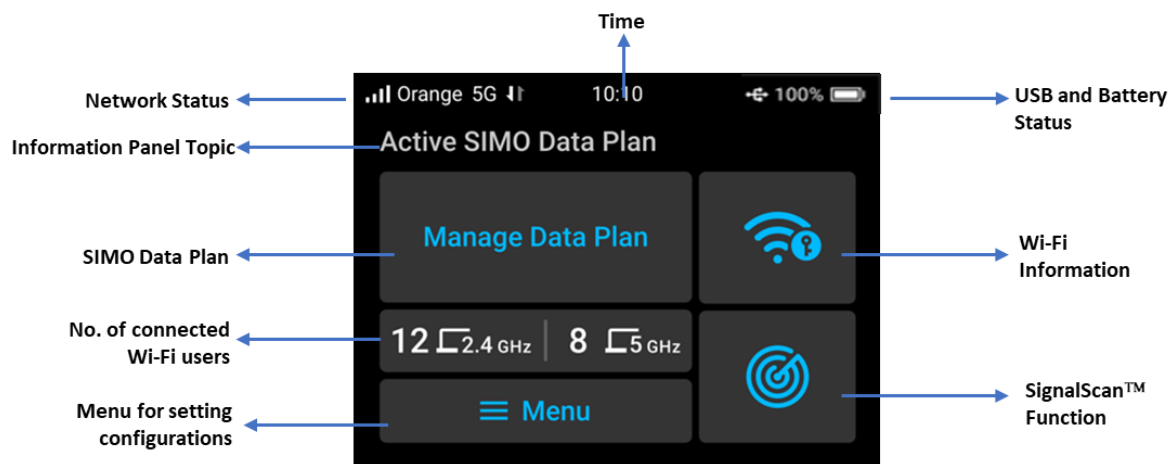 Time
Network Status
Orange 5G
10:10
100%
USB and Battery
Status
Information Panel Topic
Active SIMO Data Plan
SIMO Data Plan
Manage Data Plan
Wi-Fi
Information
No. of connected
Wi-Fi users
12 2.4 GHz
8 5 GHz
Menu for setting
configurations
Menu
SignalScan™
Function